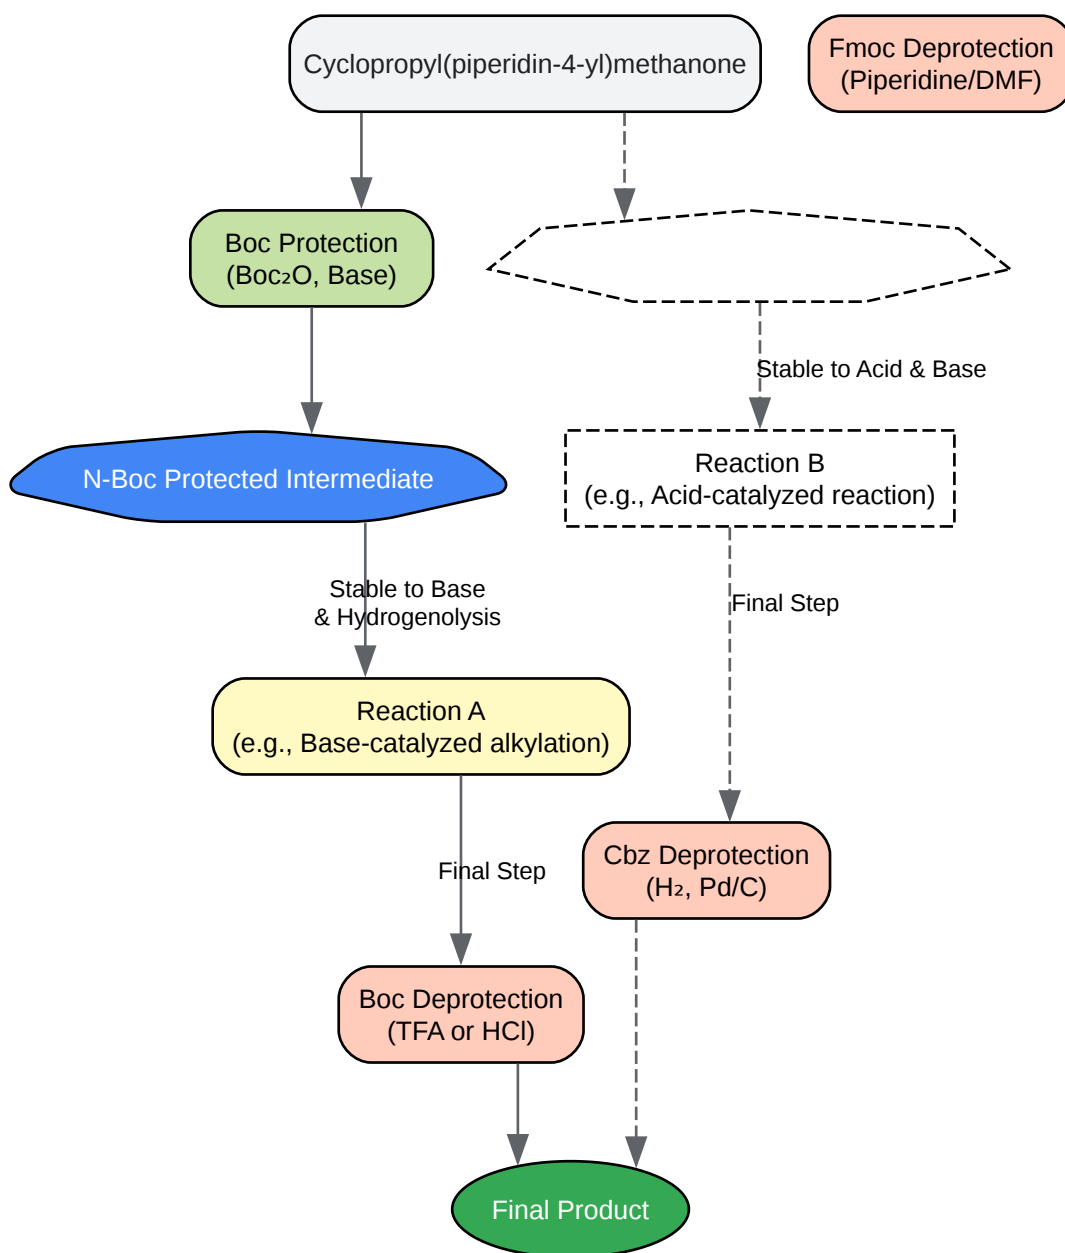 Cyclopropyl(piperidin-4-yl)methanone
Fmoc Deprotection
(Piperidine/DMF)
Boc Protection
(Boc₂O, Base)
Stable to Acid & Base
N-Boc Protected Intermediate
Reaction B
(e.g., Acid-catalyzed reaction)
Stable to Base
& Hydrogenolysis
Final Step
Reaction A
(e.g., Base-catalyzed alkylation)
Final Step
Cbz Deprotection
(H₂, Pd/C)
Boc Deprotection
(TFA or HCl)
Final Product